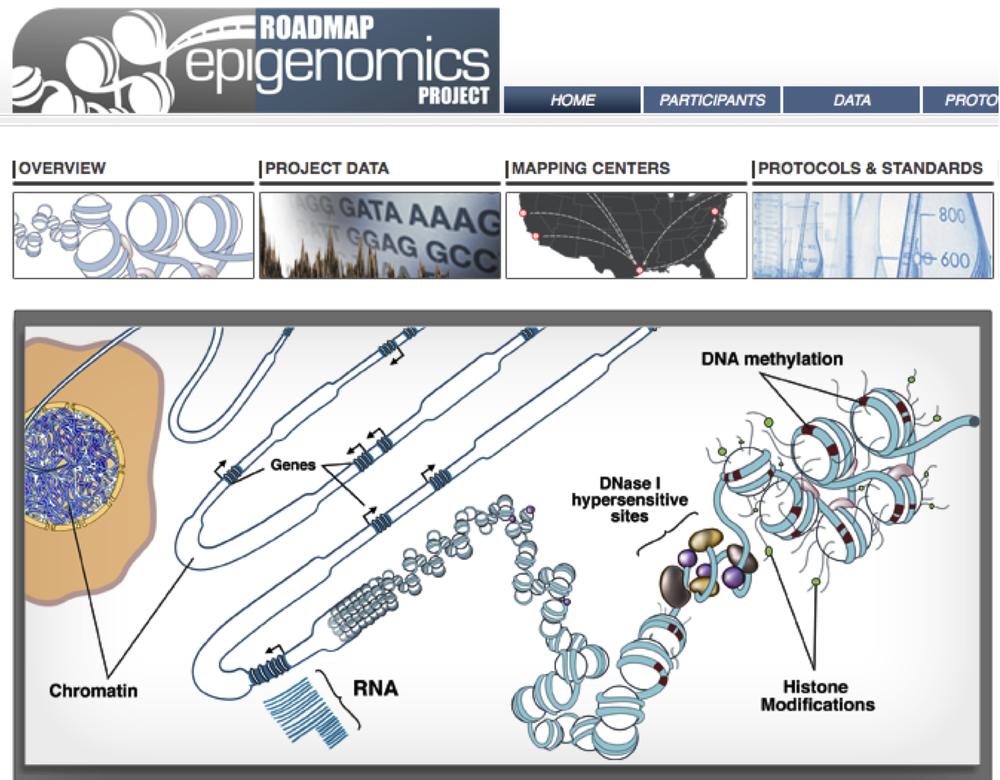 ROADMAP
epigenomics
PROJECT
HOME
PARTICIPANTS
DATA
PROTO
OVERVIEW
PROJECT DATA
MAPPING CENTERS
PROTOCOLS & STANDARDS
AGG GATA AAAG
GGAG GCC
800
600
DNA methylation
Genes
DNase I
hypersensitive
sites
Chromatin
RNA
Histone
Modifications